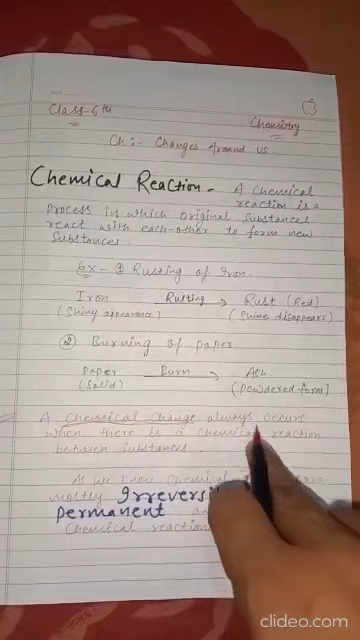 Class-6th
Chemistry
Ch:- Changes around us
Chemical Reaction - A chemical
reaction is a
process in which original substances
react with each-other to form new
substances.
Ex- ① Rusting of Iron.
Iron Rusting → Rust (Red)
(Shiny appearance) (Shine disappears)
② Burning of paper
Paper Burn → Ash
(Solid) (Powdered form)
A Chemical Change always occurs
when there is a chemical reaction
between substances.
As we know chemical
mostly
permanent
Chemical reaction
clideo.com